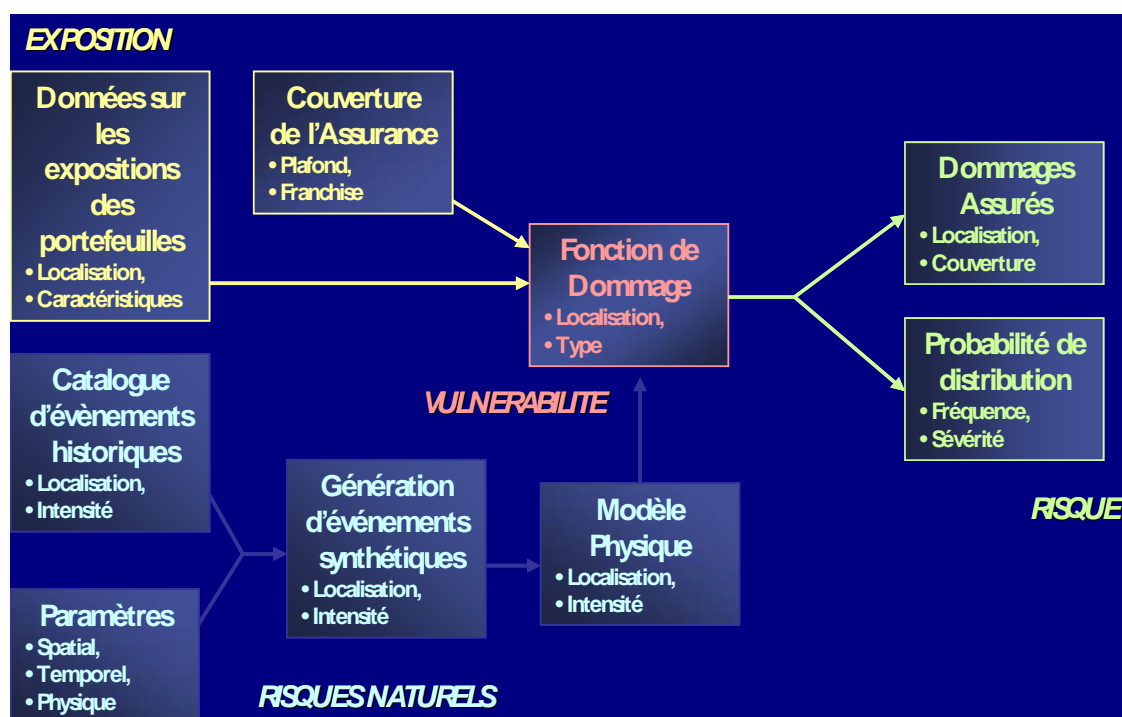 EXPOSITION
Données sur
les
expositions
des
portefeuilles
• Localisation,
• Caractéristiques
Couverture
de l'Assurance
• Plafond,
• Franchise
Fonction de
Dommage
• Localisation,
• Type
Dommages
Assurés
• Localisation,
• Couverture
Probabilité de
distribution
• Fréquence,
• Sévérité
VULNERABILITE
RISQUE
Catalogue
d'évènements
historiques
• Localisation,
• Intensité
Génération
d'événements
synthétiques
• Localisation,
• Intensité
Modèle
Physique
• Localisation,
• Intensité
Paramètres
• Spatial,
• Temporel,
• Physique
RISQUES NATURELS